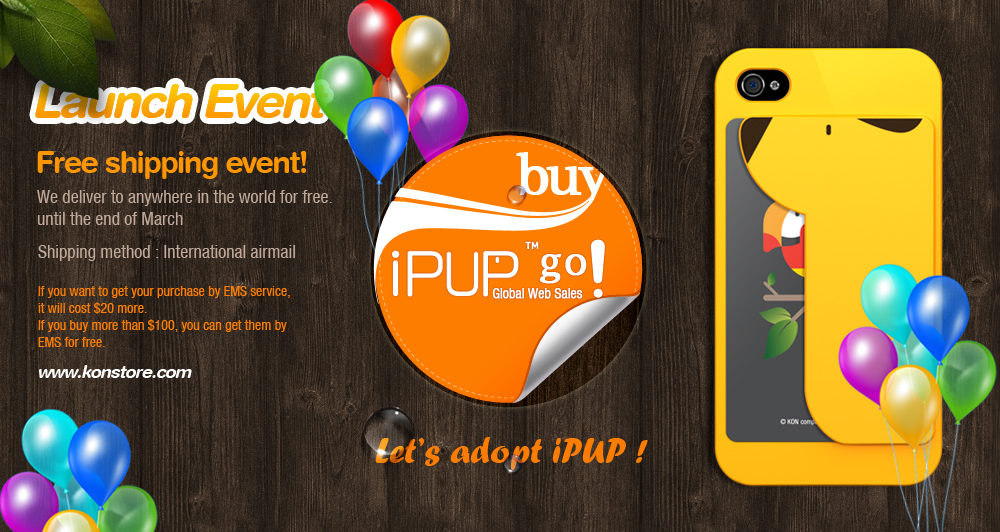 Launch Event
Free shipping event!
We deliver to anywhere in the world for free.
until the end of March
Shipping method : International airmail
If you want to get your purchase by EMS service,
it will cost $20 more.
If you buy more than $100, you can get them by
EMS for free.
www.konstore.com
buy
iPUP™ go!
Global Web Sales
Let's adopt iPUP !
© KON